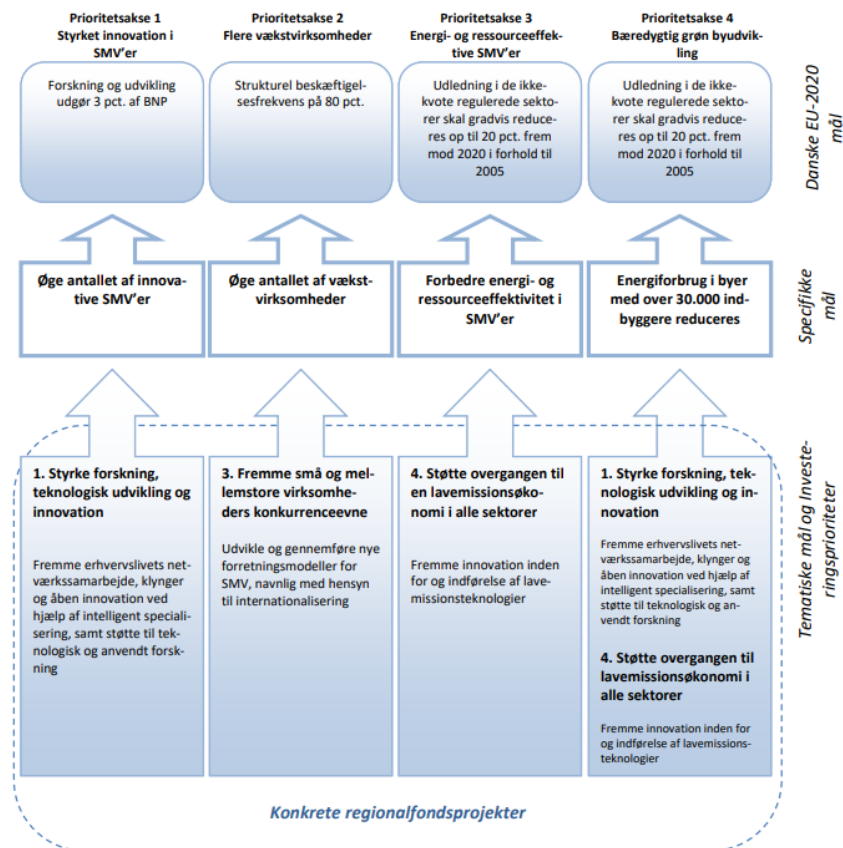 Prioritetsakse 1
Styrket innovation i
SMV'er
Prioritetsakse 2
Flere vækstvirksomheder
Prioritetsakse 3
Energi- og ressourceeffek-
tive SMV'er
Prioritetsakse 4
Bæredygtig grøn byudvik-
ling
Forskning og udvikling
udgør 3 pct. af BNP
Strukturel beskæftigel-
sesfrekvens på 80 pct.
Udledning i de ikke-
kvote regulerede sekto-
rer skal gradvis reduce-
res op til 20 pct. frem
mod 2020 i forhold til
2005
Udledning i de ikke-
kvote regulerede sekto-
rer skal gradvis reduce-
res op til 20 pct. frem
mod 2020 i forhold til
2005
Danske EU-2020
mål
Øge antallet af innova-
tive SMV'er
Øge antallet af vækst-
virksomheder
Forbedre energi- og
ressourceeffektivitet i
SMV'er
Energiforbrug i byer
med over 30.000 ind-
byggere reduceres
Specifikke
mål
1. Styrke forskning,
teknologisk udvikling og
innovation
Fremme erhvervslivets net-
værkssamarbejde, klynger
og åben innovation ved
hjælp af intelligent speciali-
sering, samt støtte til tek-
nologisk og anvendt forsk-
ning
3. Fremme små og mel-
lemstore virksomhe-
ders konkurrenceevne
Udvikle og gennemføre nye
forretningsmodeller for
SMV, navnlig med hensyn
til internationalisering
4. Støtte overgangen til
en lavemissionsøko-
nomi i alle sektorer
Fremme innovation inden
for og indførelse af lave-
missionsteknologier
1. Styrke forskning, tek-
nologisk udvikling og in-
novation
Fremme erhvervslivets net-
værkssamarbejde, klynger
og åben innovation ved hjælp af
intelligent specialisering, samt
støtte til teknologisk og an-
vendt forskning
4. Støtte overgangen til
lavemissionsøkonomi i
alle sektorer
Fremme innovation inden for
og indførelse af lavemissions-
teknologier
Tematiske mål og Investe-
ringsprioriteter
Konkrete regionalfondsprojekter